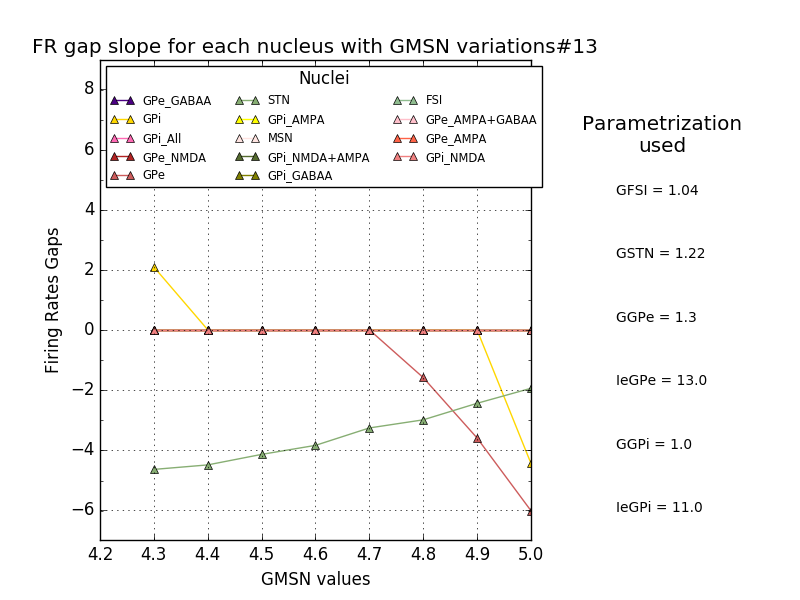 FR gap slope for each nucleus with GMSN variations#13
Nuclei
GPe_GABAA STN FSI
GPi GPi_AMPA GPe_AMPA+GABAA
GPi_All MSN GPe_AMPA
GPe_NMDA GPi_NMDA+AMPA GPi_NMDA
GPe GPi_GABAA
8
6
4
2
0
−2
−4
−6
Firing Rates Gaps
4.2 4.3 4.4 4.5 4.6 4.7 4.8 4.9 5.0
GMSN values
Parametrization
used
GFSI = 1.04
GSTN = 1.22
GGPe = 1.3
IeGPe = 13.0
GGPi = 1.0
IeGPi = 11.0